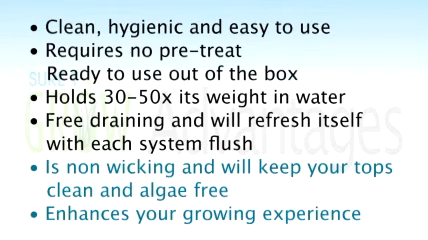 • Clean, hygienic and easy to use
• Requires no pre-treat
Ready to use out of the box
• Holds 30-50x its weight in water
• Free draining and will refresh itself
with each system flush
• Is non wicking and will keep your tops
clean and algae free
• Enhances your growing experience
Advantages